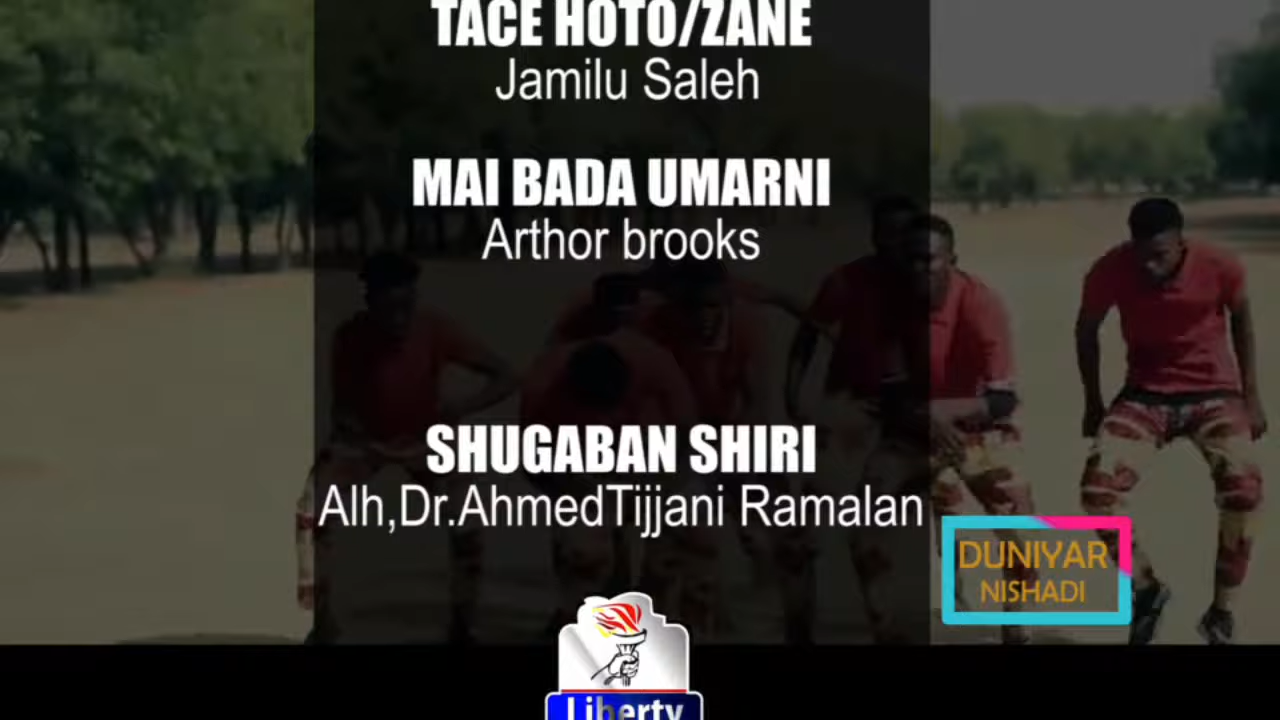 TACE HOTO/ZANE
Jamilu Saleh
MAI BADA UMARNI
Arthor brooks
SHUGABAN SHIRI
Alh,Dr.AhmedTijjani Ramalan
DUNIYAR
NISHADI
Liberty